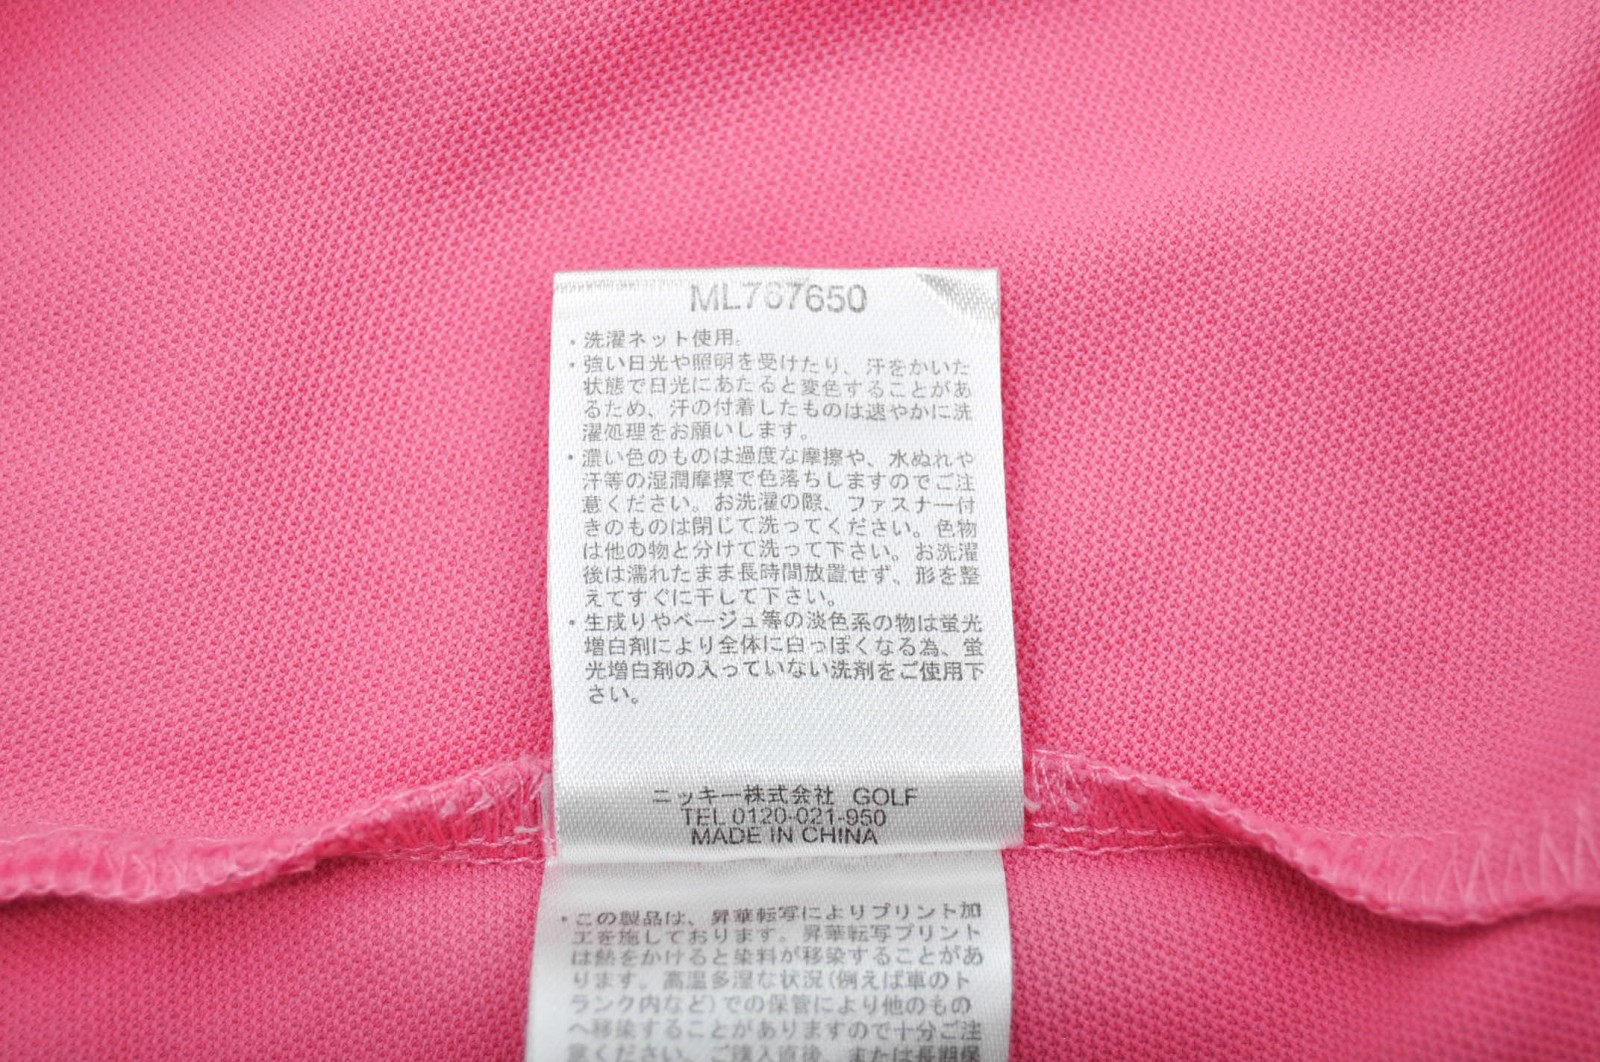 ML767650
・洗濯ネット使用。
・強い日光や照明を受けたり、汗をかいた
状態で日光にあたると変色することがあ
るため、汗の付着したものは速やかに洗
濯処理をお願いします。
・濃い色のものは過度な摩擦や、水ぬれや
汗等の湿潤摩擦で色落ちしますのでご注
意ください。お洗濯の際、ファスナー付
きのものは閉じて洗ってください。色物
は他の物と分けて洗って下さい。お洗濯
後は濡れたまま長時間放置せず、形を整
えてすぐに干して下さい。
・生成りやベージュ等の淡色系の物は蛍光
増白剤により全体に白っぽくなる為、蛍
光増白剤の入っていない洗剤をご使用下
さい。
ニッキー株式会社 GOLF
TEL 0120-021-950
MADE IN CHINA
・この製品は、昇華転写によりプリント加
工を施しております。昇華転写プリント
は熱をかけると染料が移染することがあ
ります。高温多湿な状況(例えば車のト
ランク内など)での保管により他のもの
へ移染することがありますので十分ご注
意ください。ご購入直後、または長期保